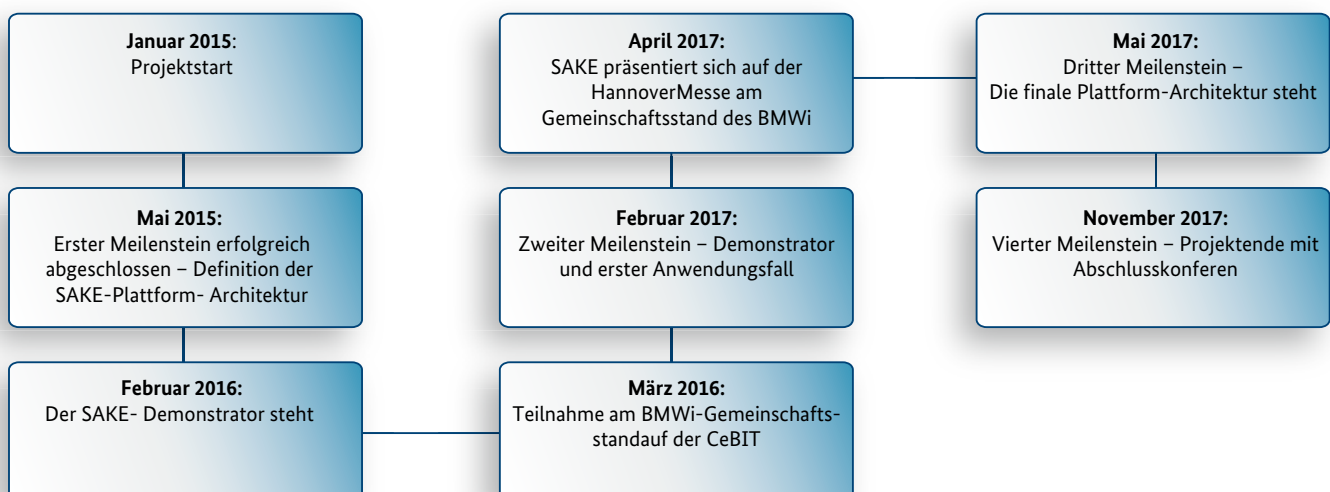 Januar 2015:
Projektstart
Mai 2015:
Erster Meilenstein erfolgreich
abgeschlossen – Definition der
SAKE-Plattform- Architektur
Februar 2016:
Der SAKE- Demonstrator steht
März 2016:
Teilnahme am BMWi-Gemeinschafts-
standauf der CeBIT
Februar 2017:
Zweiter Meilenstein – Demonstrator
und erster Anwendungsfall
April 2017:
SAKE präsentiert sich auf der
HannoverMesse am
Gemeinschaftsstand des BMWi
Mai 2017:
Dritter Meilenstein –
Die finale Plattform-Architektur steht
November 2017:
Vierter Meilenstein – Projektende mit
Abschlusskonferen